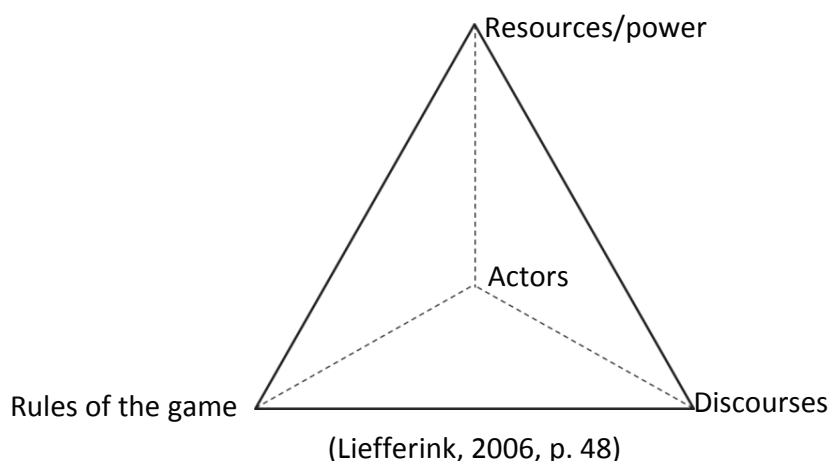 Resources/power
Actors
Rules of the game
Discourses
(Liefferink, 2006, p. 48)